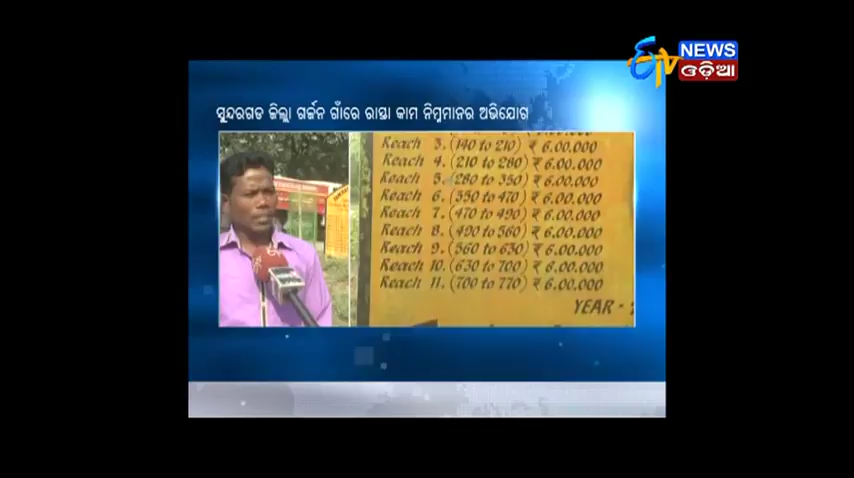 ETV NEWS
ଓଡ଼ିଆ
ସୁନ୍ଦରଗଡ ଜିଲ୍ଲା ଗର୍ଜନ ଗାଁରେ ରାସ୍ତା କାମ ନିମ୍ନମାନର ଅଭିଯୋଗ
Reach 3. (140 to 210) ₹ 6.00.000
Reach 4. (210 to 280) ₹ 6.00.000
Reach 5. (280 to 350) ₹ 6.00.000
Reach 6. (350 to 470) ₹ 6.00.000
Reach 7. (470 to 490) ₹ 6.00.000
Reach 8. (490 to 560) ₹ 6.00.000
Reach 9. (560 to 630) ₹ 6.00.000
Reach 10. (630 to 700) ₹ 6.00.000
Reach 11. (700 to 770) ₹ 6.00.000
YEAR -